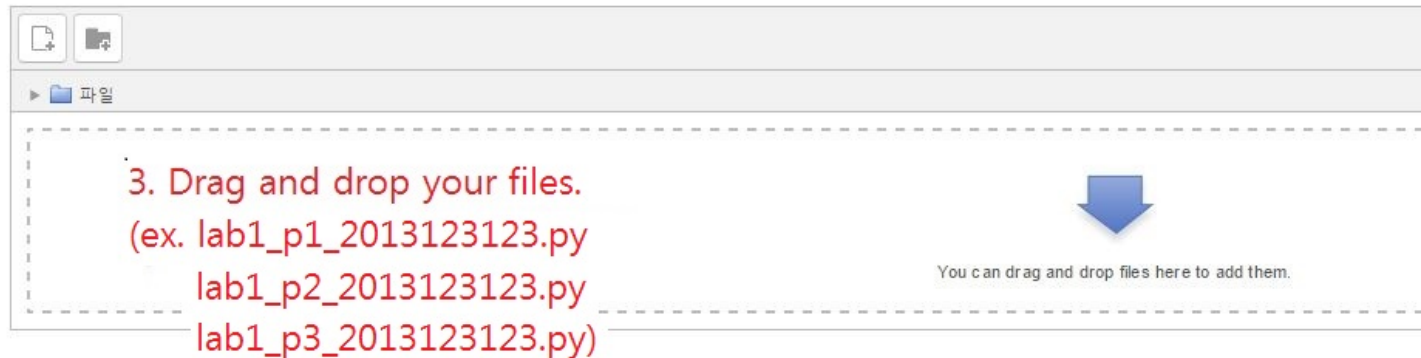 파일
3. Drag and drop your files.
(ex. lab1_p1_2013123123.py
lab1_p2_2013123123.py
lab1_p3_2013123123.py)
You can drag and drop files here to add them.